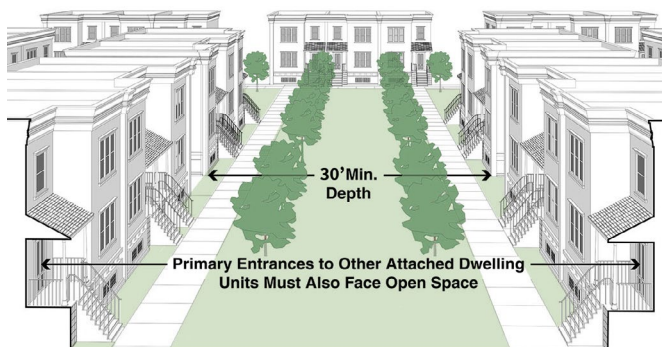 30'Min.
Depth
Primary Entrances to Other Attached Dwelling
Units Must Also Face Open Space